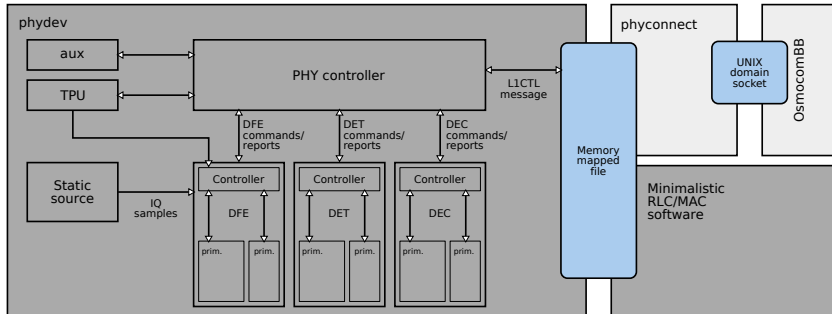 phydev
aux
TPU
PHY controller
L1CTL
message
DFE
commands/
reports
DET
commands/
reports
DEC
commands/
reports
Static
source
IQ
samples
Controller
DFE
prim.
prim.
Controller
DET
prim.
prim.
Controller
DEC
prim.
prim.
Memory
mapped
file
phyconnect
UNIX
domain
socket
OsmocomBB
Minimalistic
RLC/MAC
software